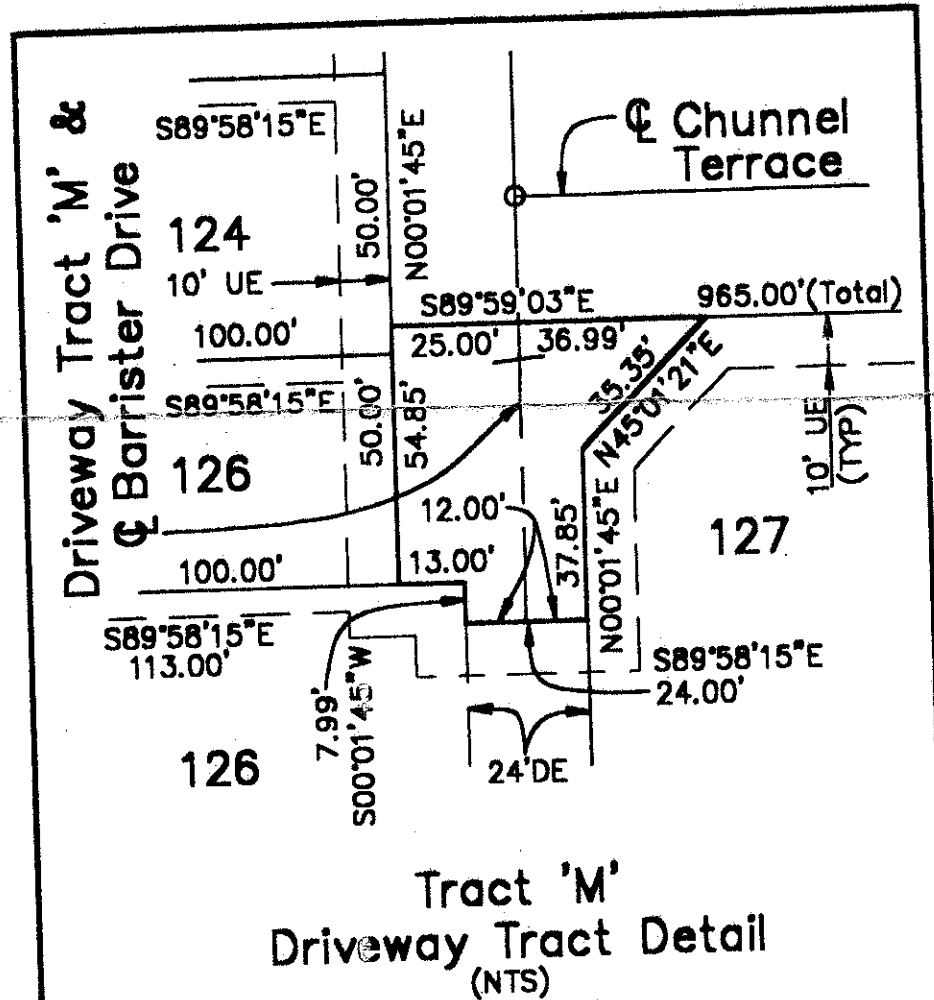 Driveway Tract 'M' &
℄ Barrister Drive
S89°58'15"E
124
10' UE
50.00'
N00°01'45"E
℄ Chunnel
Terrace
S89°59'03"E
965.00'(Total)
100.00'
25.00'
36.99'
35.35'
N45°01'21"E
10' UE
(TYP)
S89°58'15"E
50.00'
54.85'
126
12.00'
37.85'
N00°01'45"E
127
100.00'
13.00'
S89°58'15"E
113.00'
7.99'
S00°01'45"W
S89°58'15"E
24.00'
126
24'DE
Tract 'M'
Driveway Tract Detail
(NTS)